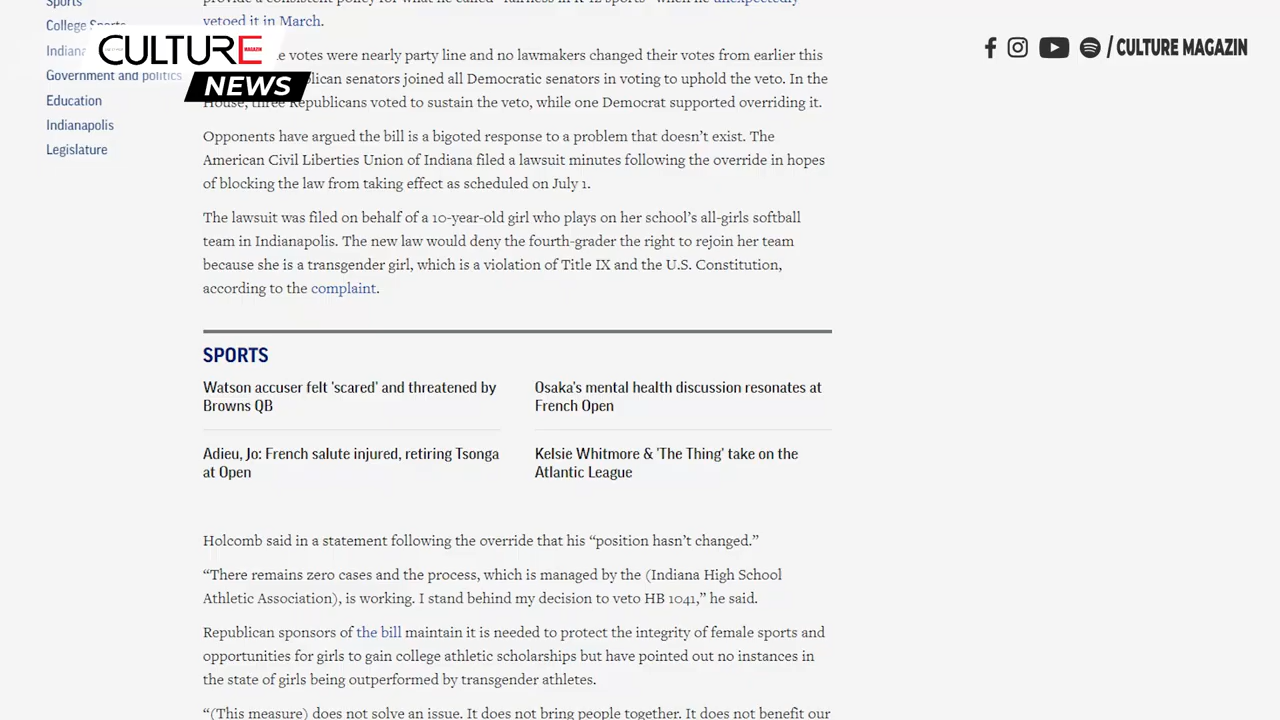 provide a consistent policy for what he called "fairness in K-12 sports" when he unexpectedly
vetoed it in March.
votes were nearly party line and no lawmakers changed their votes from earlier this
senators joined all Democratic senators in voting to uphold the veto. In the
House, three Republicans voted to sustain the veto, while one Democrat supported overriding it.
Opponents have argued the bill is a bigoted response to a problem that doesn’t exist. The
American Civil Liberties Union of Indiana filed a lawsuit minutes following the override in hopes
of blocking the law from taking effect as scheduled on July 1.
The lawsuit was filed on behalf of a 10-year-old girl who plays on her school’s all-girls softball
team in Indianapolis. The new law would deny the fourth-grader the right to rejoin her team
because she is a transgender girl, which is a violation of Title IX and the U.S. Constitution,
according to the complaint.
SPORTS
Watson accuser felt 'scared' and threatened by
Browns QB
Osaka's mental health discussion resonates at
French Open
Adieu, Jo: French salute injured, retiring Tsonga
at Open
Kelsie Whitmore & 'The Thing' take on the
Atlantic League
Holcomb said in a statement following the override that his “position hasn’t changed.”
“There remains zero cases and the process, which is managed by the (Indiana High School
Athletic Association), is working. I stand behind my decision to veto HB 1041,” he said.
Republican sponsors of the bill maintain it is needed to protect the integrity of female sports and
opportunities for girls to gain college athletic scholarships but have pointed out no instances in
the state of girls being outperformed by transgender athletes.
“(This measure) does not solve an issue. It does not bring people together. It does not benefit our
Sports
College Sports
Indiana
Government and politics
Education
Indianapolis
Legislature
CULTURE
MAGAZIN
NEWS
/ CULTURE MAGAZIN